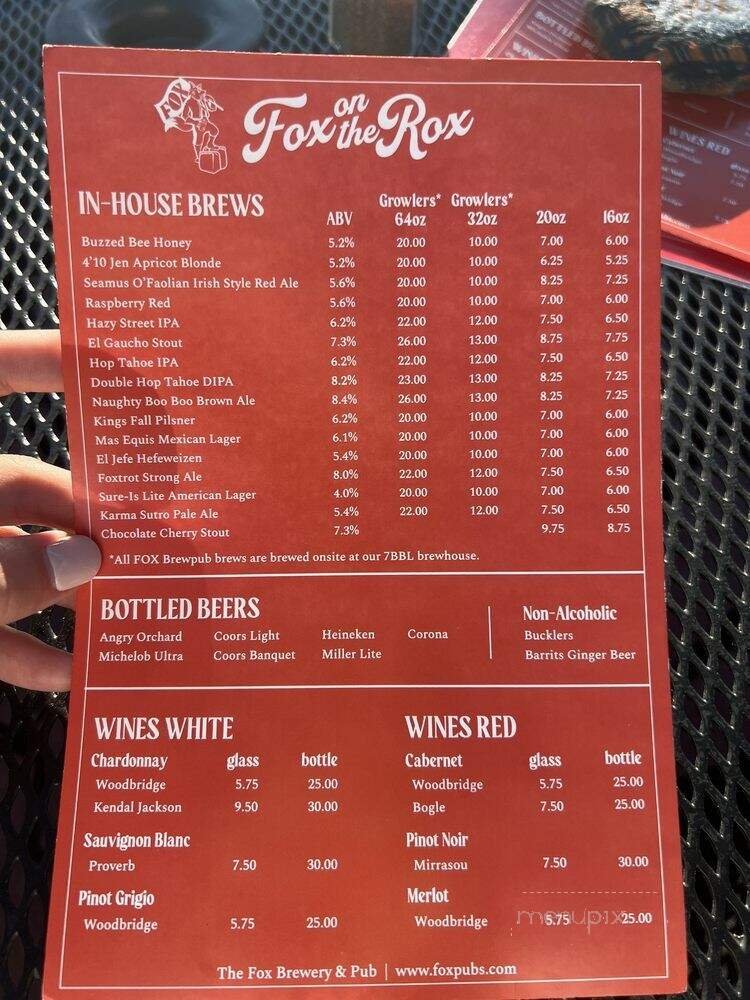 Fox on the Rox
IN-HOUSE BREWS ABV Growlers* 64oz Growlers* 32oz 20oz 16oz
Buzzed Bee Honey 5.2% 20.00 10.00 7.00 6.00
4'10 Jen Apricot Blonde 5.2% 20.00 10.00 6.25 5.25
Seamus O'Faolian Irish Style Red Ale 5.6% 20.00 10.00 8.25 7.25
Raspberry Red 5.6% 20.00 10.00 7.00 6.00
Hazy Street IPA 6.2% 22.00 12.00 7.50 6.50
El Gaucho Stout 7.3% 26.00 13.00 8.75 7.75
Hop Tahoe IPA 6.2% 22.00 12.00 7.50 6.50
Double Hop Tahoe DIPA 8.2% 23.00 13.00 8.25 7.25
Naughty Boo Boo Brown Ale 8.4% 26.00 13.00 8.25 7.25
Kings Fall Pilsner 6.2% 20.00 10.00 7.00 6.00
Mas Equis Mexican Lager 6.1% 20.00 10.00 7.00 6.00
El Jefe Hefeweizen 5.4% 20.00 10.00 7.00 6.00
Foxtrot Strong Ale 8.0% 22.00 12.00 7.50 6.50
Sure-Is Lite American Lager 4.0% 20.00 10.00 7.00 6.00
Karma Sutro Pale Ale 5.4% 22.00 12.00 7.50 6.50
Chocolate Cherry Stout 7.3% 9.75 8.75
*All FOX Brewpub brews are brewed onsite at our 7BBL brewhouse.
BOTTLED BEERS
Angry Orchard Coors Light Heineken Corona
Michelob Ultra Coors Banquet Miller Lite
Non-Alcoholic
Bucklers
Barrits Ginger Beer
WINES WHITE
Chardonnay glass bottle
Woodbridge 5.75 25.00
Kendal Jackson 9.50 30.00
Sauvignon Blanc
Proverb 7.50 30.00
Pinot Grigio
Woodbridge 5.75 25.00
WINES RED
Cabernet glass bottle
Woodbridge 5.75 25.00
Bogle 7.50 25.00
Pinot Noir
Mirrasou 7.50 30.00
Merlot
Woodbridge 5.75 25.00
The Fox Brewery & Pub | www.foxpubs.com
menupix
BOTTLED
WINES RED